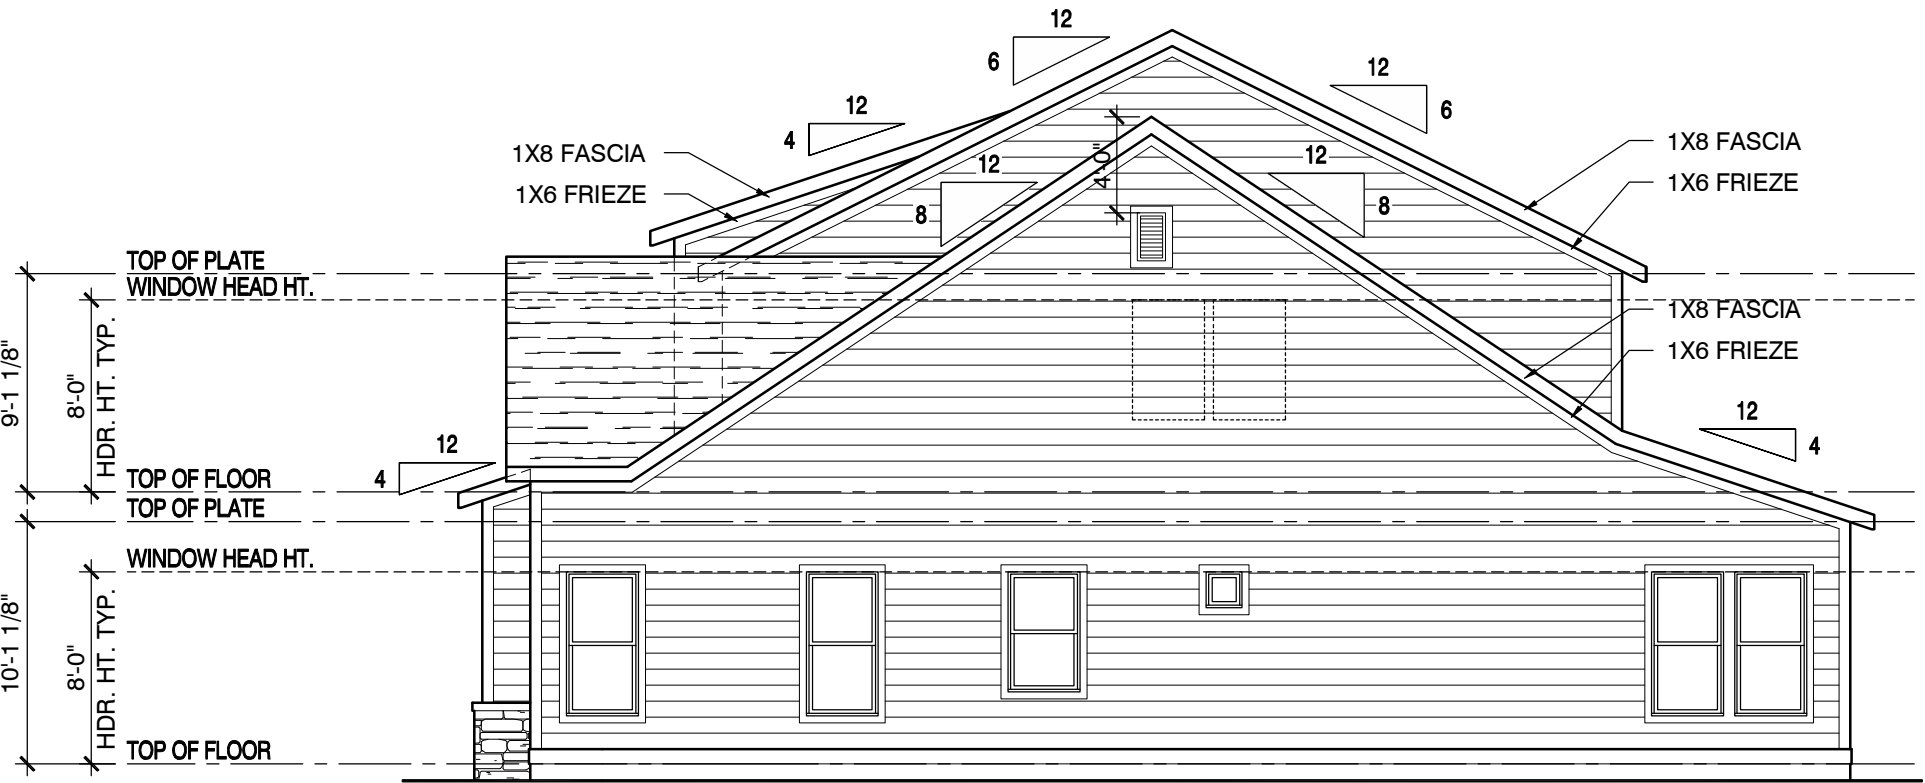 12
6
12
6
12
4
1X8 FASCIA
1X6 FRIEZE
12
8
4'-0"
12
8
1X8 FASCIA
1X6 FRIEZE
TOP OF PLATE
WINDOW HEAD HT.
9'-1 1/8"
8'-0"
HDR. HT. TYP.
1X8 FASCIA
1X6 FRIEZE
12
4
12
4
TOP OF FLOOR
TOP OF PLATE
WINDOW HEAD HT.
10'-1 1/8"
8'-0"
HDR. HT. TYP.
TOP OF FLOOR